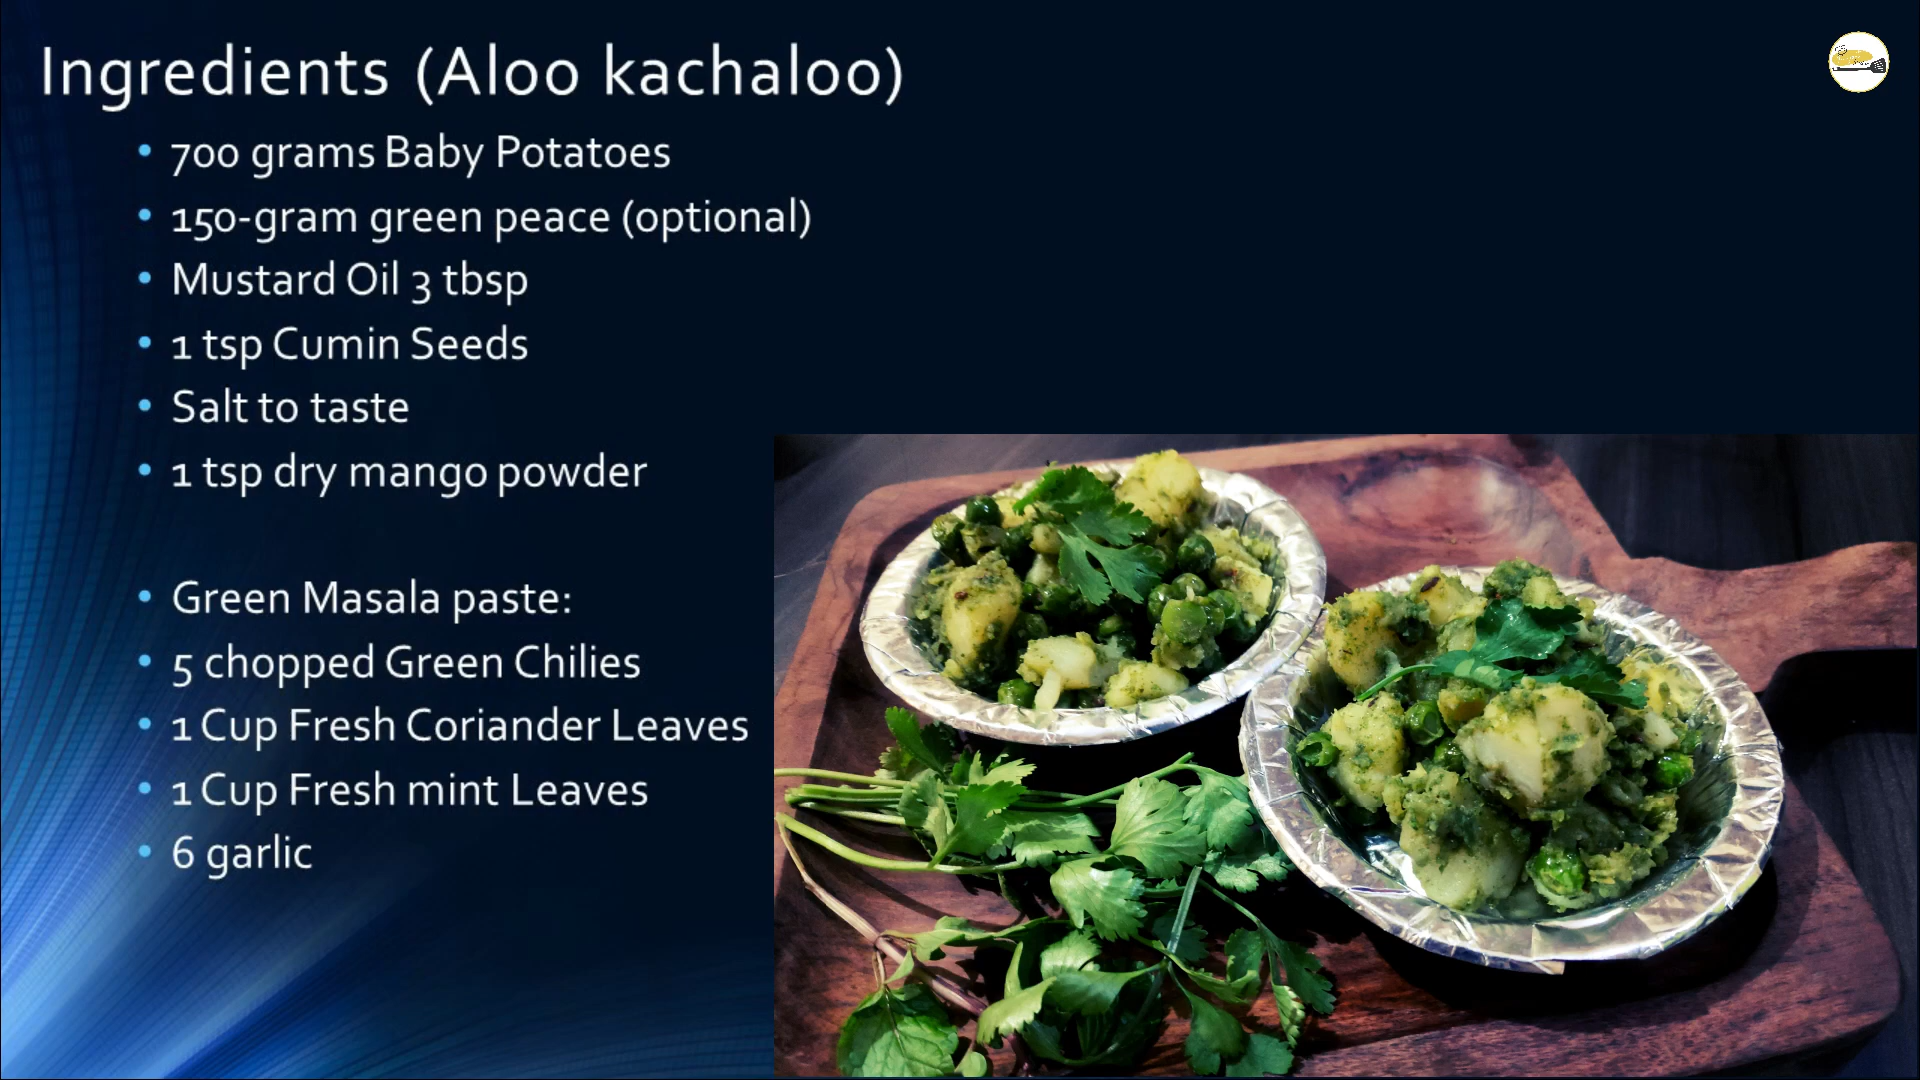 Ingredients (Aloo kachaloo)
• 700 grams Baby Potatoes
• 150-gram green peace (optional)
• Mustard Oil 3 tbsp
• 1 tsp Cumin Seeds
• Salt to taste
• 1 tsp dry mango powder
• Green Masala paste:
• 5 chopped Green Chilies
• 1 Cup Fresh Coriander Leaves
• 1 Cup Fresh mint Leaves
• 6 garlic